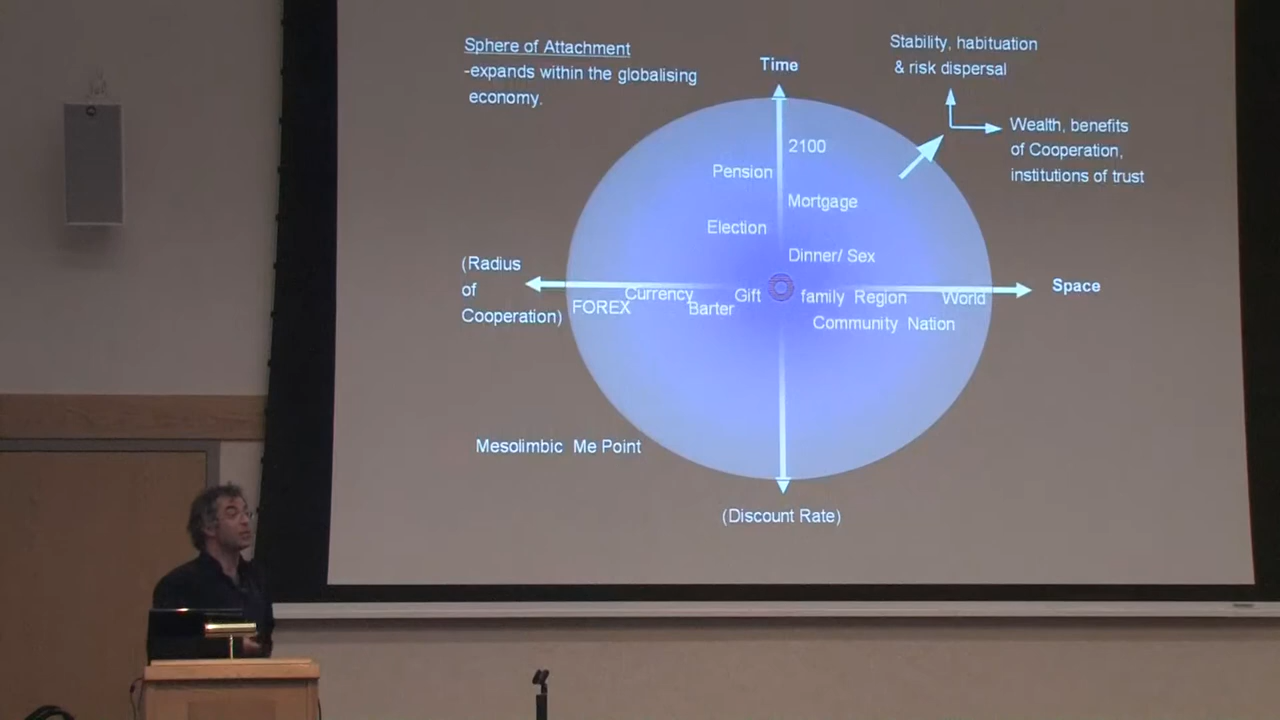 Sphere of Attachment
-expands within the globalising
economy.
Time
Stability, habituation
& risk dispersal
Wealth, benefits
of Cooperation,
institutions of trust
2100
Pension
Mortgage
Election
Dinner/ Sex
(Radius
of
Cooperation)
FOREX
Currency
Barter
Gift
family Region World
Community Nation
Space
Mesolimbic Me Point
(Discount Rate)